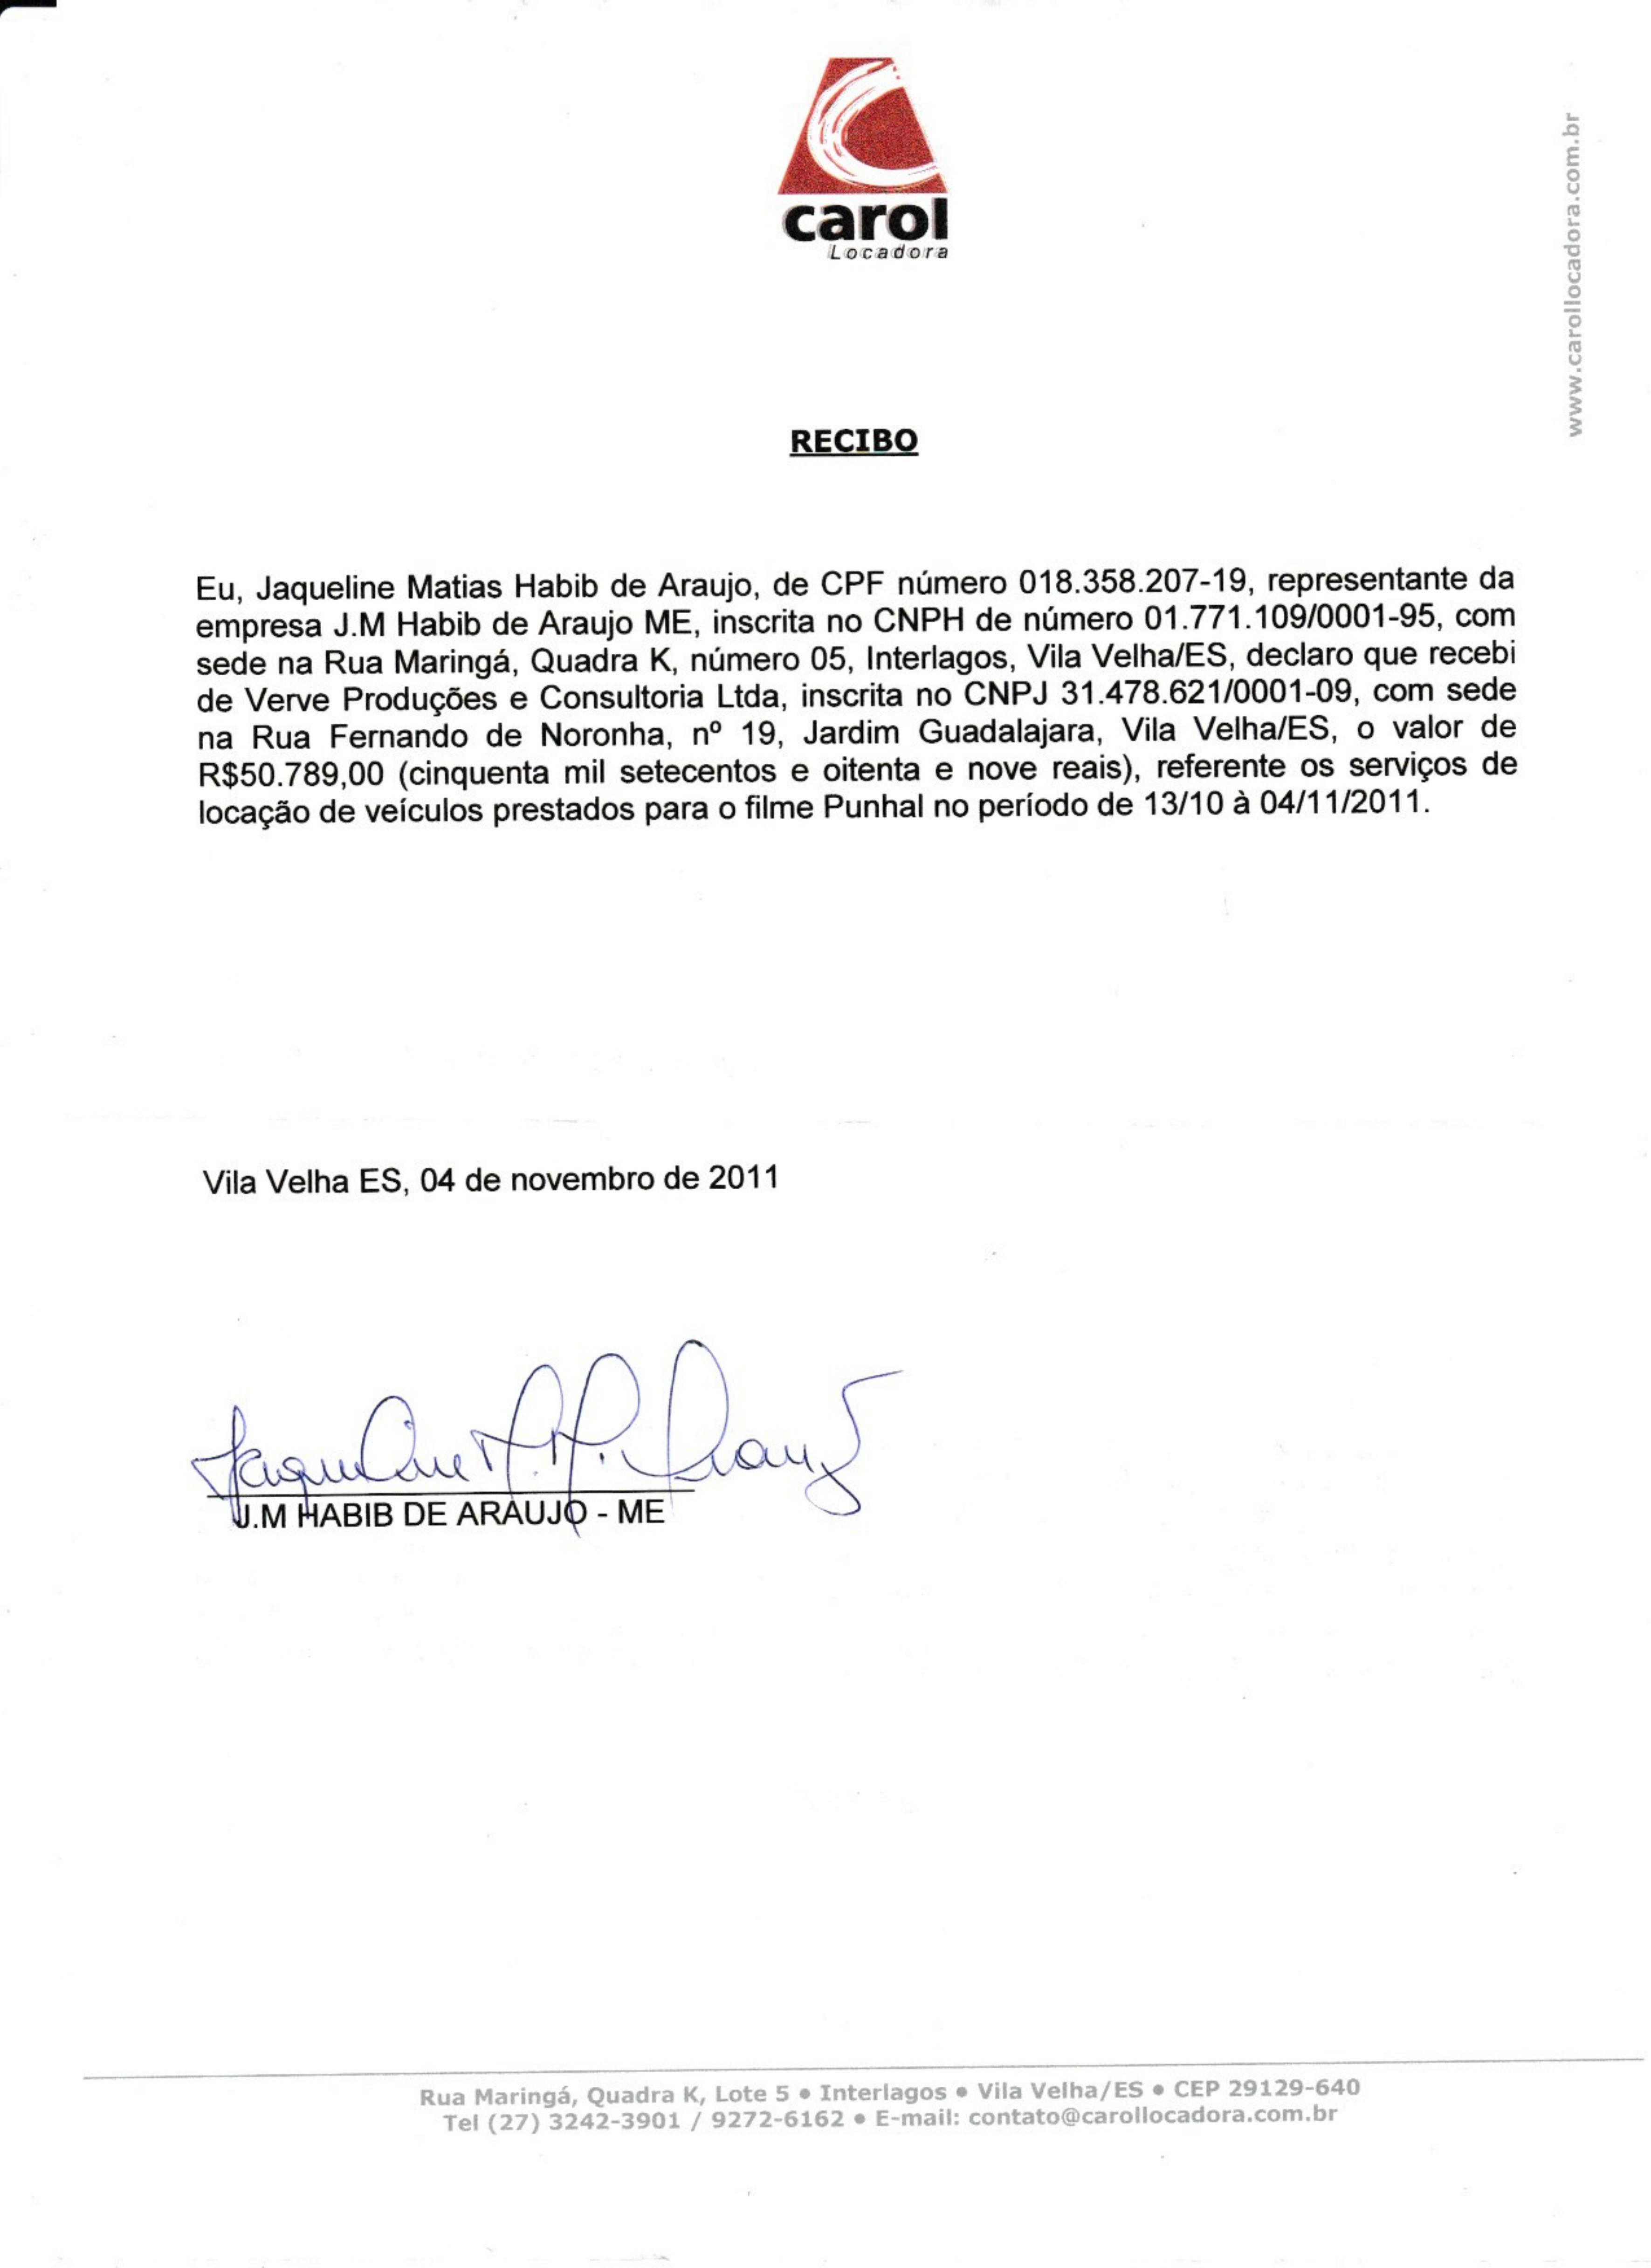 carol
Locadora
www.carollocadora.com.br
RECIBO
Eu, Jaqueline Matias Habib de Araujo, de CPF número 018.358.207-19, representante da
empresa J.M Habib de Araujo ME, inscrita no CNPH de número 01.771.109/0001-95, com
sede na Rua Maringá, Quadra K, número 05, Interlagos, Vila Velha/ES, declaro que recebi
de Verve Produções e Consultoria Ltda, inscrita no CNPJ 31.478.621/0001-09, com sede
na Rua Fernando de Noronha, nº 19, Jardim Guadalajara, Vila Velha/ES, o valor de
R$50.789,00 (cinquenta mil setecentos e oitenta e nove reais), referente os serviços de
locação de veículos prestados para o filme Punhal no período de 13/10 à 04/11/2011.
Vila Velha ES, 04 de novembro de 2011
Jaqueline M. H. Araujo
J.M HABIB DE ARAUJO - ME
Rua Maringá, Quadra K, Lote 5 • Interlagos • Vila Velha/ES • CEP 29129-640
Tel (27) 3242-3901 / 9272-6162 • E-mail: contato@carollocadora.com.br